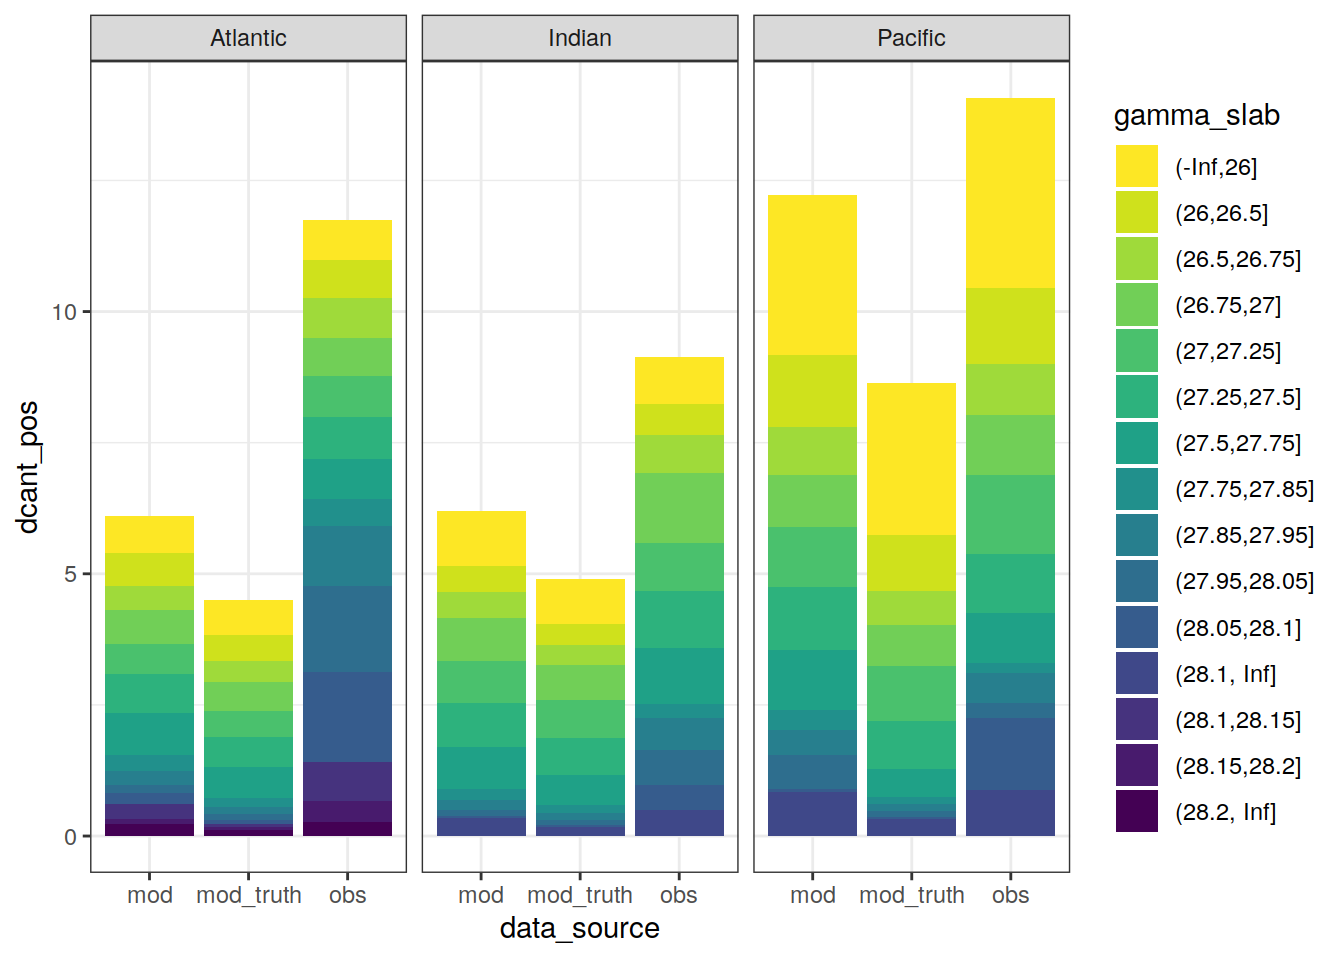 Atlantic
Indian
Pacific
dcant_pos
10
5
0
mod
mod_truth
obs
mod
mod_truth
obs
mod
mod_truth
obs
data_source
gamma_slab
(-Inf,26]
(26,26.5]
(26.5,26.75]
(26.75,27]
(27,27.25]
(27.25,27.5]
(27.5,27.75]
(27.75,27.85]
(27.85,27.95]
(27.95,28.05]
(28.05,28.1]
(28.1, Inf]
(28.1,28.15]
(28.15,28.2]
(28.2, Inf]